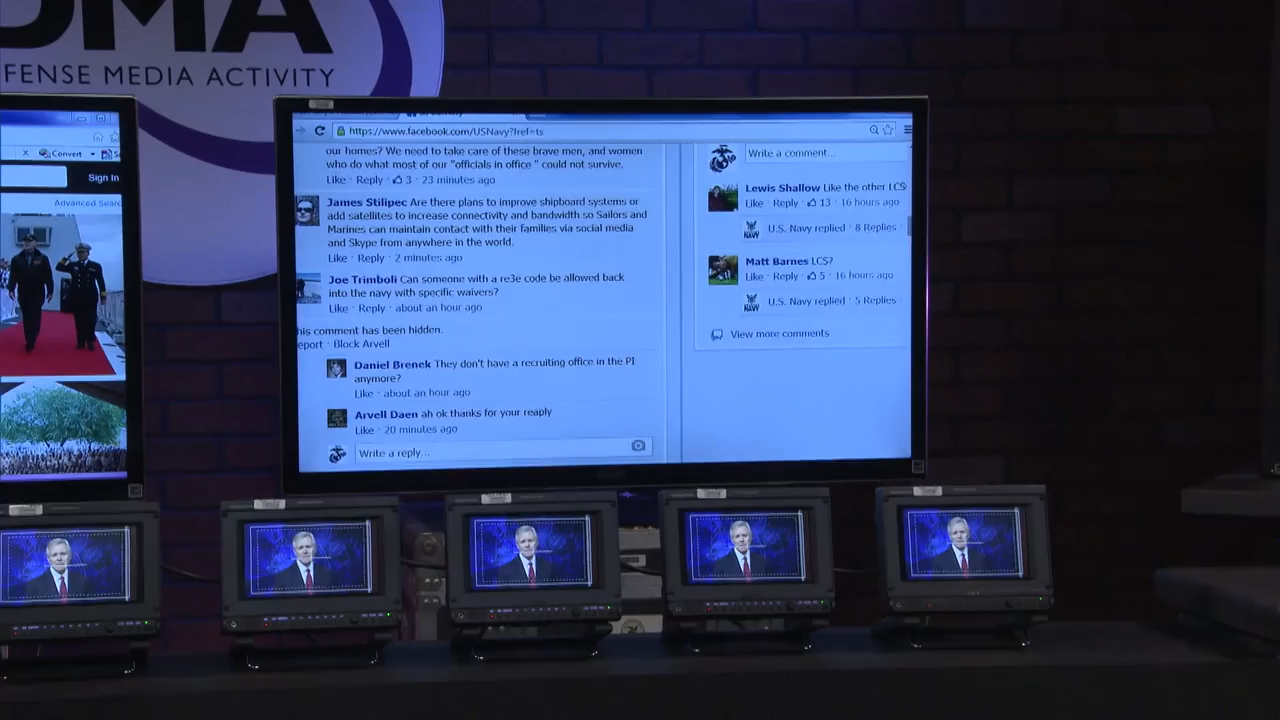 DMA
FENSE MEDIA ACTIVITY
Convert
Sign In
Advanced Searc
https://www.facebook.com/USNavy?ref=ts
our homes? We need to take care of these brave men, and women
who do what most of our "officials in office " could not survive.
Like · Reply · 3 · 23 minutes ago
James Stilipec Are there plans to improve shipboard systems or
add satellites to increase connectivity and bandwidth so Sailors and
Marines can maintain contact with their families via social media
and Skype from anywhere in the world.
Like · Reply · 2 minutes ago
Joe Trimboli Can someone with a re3e code be allowed back
into the navy with specific waivers?
Like · Reply · about an hour ago
his comment has been hidden.
eport · Block Arvell
Daniel Brenek They don't have a recruiting office in the PI
anymore?
Like · about an hour ago
Arvell Daen ah ok thanks for your reaply
Like · 20 minutes ago
Write a reply...
Write a comment...
Lewis Shallow Like the other LCS
Like · Reply · 13 · 16 hours ago
NAVY U.S. Navy replied · 8 Replies ·
Matt Barnes LCS?
Like · Reply · 5 · 16 hours ago
NAVY U.S. Navy replied · 5 Replies ·
View more comments